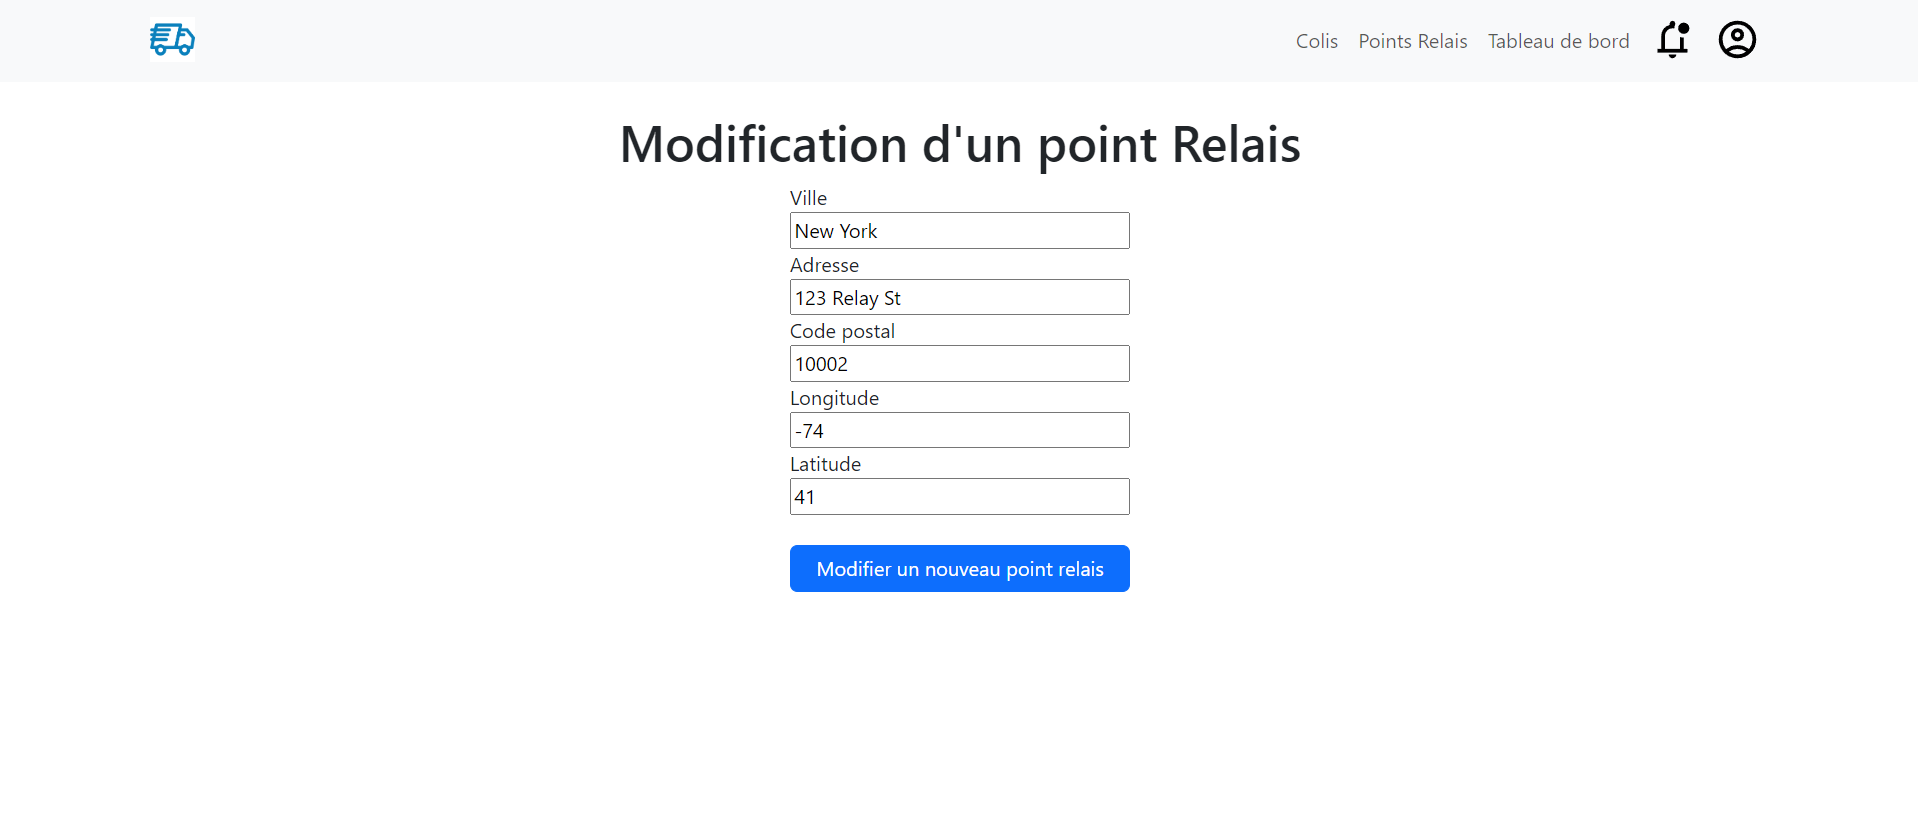 Colis Points Relais Tableau de bord
Modification d'un point Relais
Ville
New York
Adresse
123 Relay St
Code postal
10002
Longitude
-74
Latitude
41
Modifier un nouveau point relais